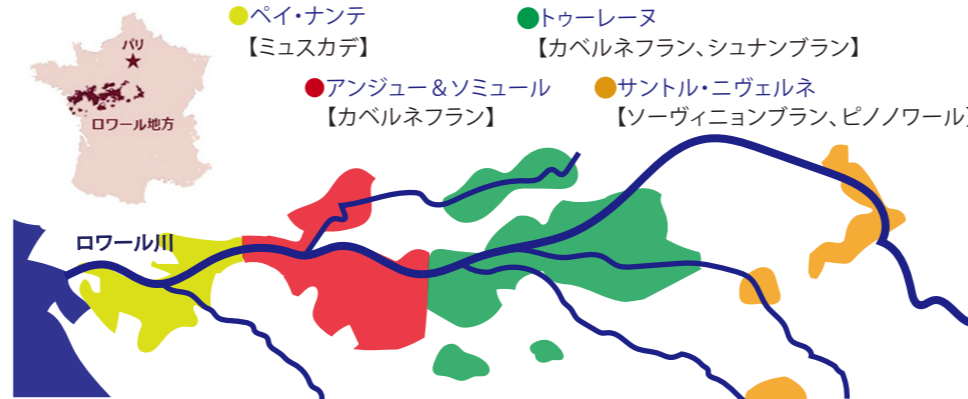 パリ
ロワール地方
ペイ・ナンテ
【ミュスカデ】
トゥーレーヌ
【カベルネフラン、シュナンブラン】
アンジュー&ソミュール
【カベルネフラン】
サントル・ニヴェルネ
【ソーヴィニョンブラン、ピノノワール】
ロワール川